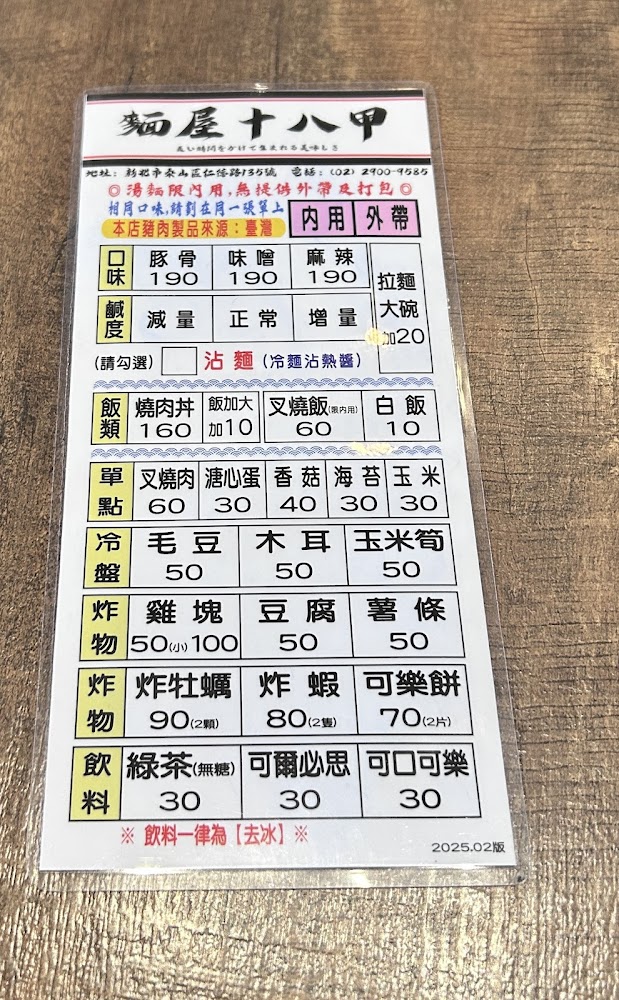 麵屋十八甲
長い時間をかけて生まれる美味しさ
地址：新北市泰山區仁德路135號 電話：(02) 2900-9585
◎湯麵限內用,無提供外帶及打包◎
相同口味,請劃在同一張單上
本店豬肉製品來源：臺灣
內用 外帶
口味 豚骨 190 味噌 190 麻辣 190
拉麵大碗 加20
鹹度 減量 正常 增量
(請勾選) 沾麵 (冷麵沾熱醬)
飯類 燒肉丼 160 飯加大 加10 叉燒飯(限內用) 60 白飯 10
單點 叉燒肉 60 溏心蛋 30 香菇 40 海苔 30 玉米 30
冷盤 毛豆 50 木耳 50 玉米筍 50
炸物 雞塊 50(小) 100 豆腐 50 薯條 50
炸物 炸牡蠣 90(2顆) 炸蝦 80(2隻) 可樂餅 70(2片)
飲料 綠茶(無糖) 30 可爾必思 30 可口可樂 30
※ 飲料一律為【去冰】※
2025.02版